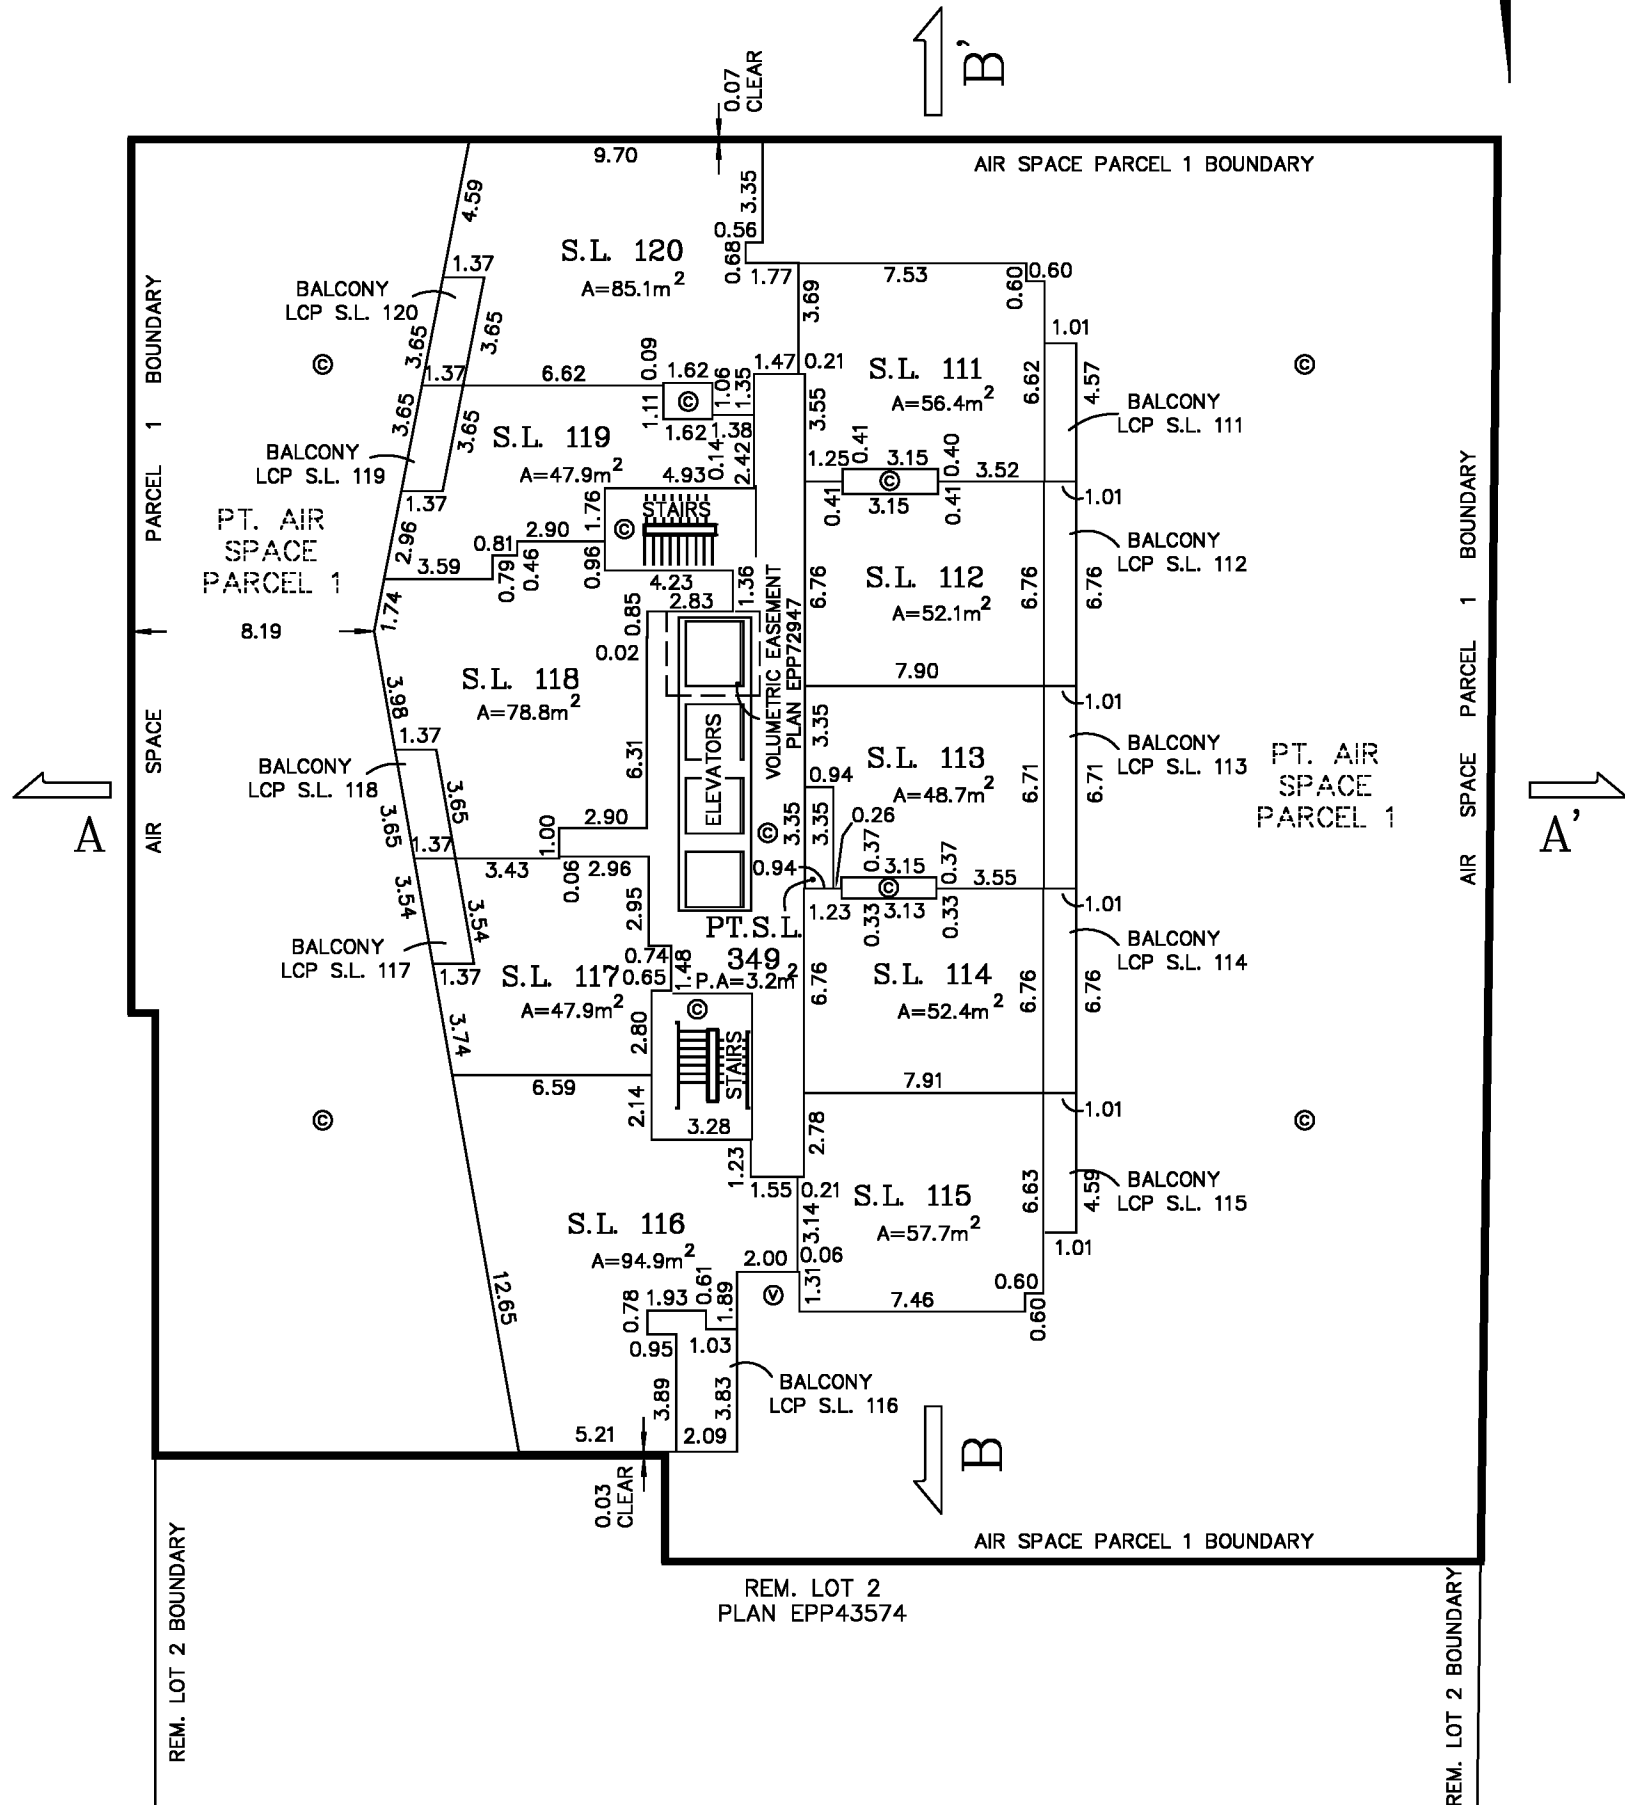 B'
0.07
CLEAR
9.70
AIR SPACE PARCEL 1 BOUNDARY
4.59
3.35
0.56
S.L. 120
A=85.1m²
0.68
1.77
7.53
0.60
0.60
1.37
BALCONY
LCP S.L. 120
3.65
3.65
3.69
1.01
AIR SPACE PARCEL 1 BOUNDARY
©
1.37
6.62
0.09
1.62
1.06
1.35
1.47
0.21
S.L. 111
A=56.4m²
6.62
4.57
©
BALCONY
LCP S.L. 111
1.11
©
1.62
1.38
3.55
3.65
3.65
S.L. 119
A=47.9m²
0.14
2.42
BALCONY
LCP S.L. 119
4.93
1.25
0.41
3.15
0.40
3.52
©
0.41
3.15
0.41
1.01
1.37
PT. AIR
SPACE
PARCEL 1
2.96
1.76
STAIRS
©
2.90
0.81
0.46
0.79
3.59
0.96
4.23
1.36
BALCONY
LCP S.L. 112
S.L. 112
A=52.1m²
6.76
6.76
6.76
AIR SPACE PARCEL 1 BOUNDARY
1.74
8.19
0.85
2.83
0.02
VOLUMETRIC EASEMENT
PLAN EPP72947
S.L. 118
A=78.8m²
7.90
1.01
3.98
1.37
BALCONY
LCP S.L. 118
6.31
ELEVATORS
3.35
S.L. 113
A=48.7m²
BALCONY
LCP S.L. 113
PT. AIR
SPACE
PARCEL 1
6.71
6.71
A
A'
3.65
3.65
0.94
3.35
3.35
0.26
©
2.90
1.00
1.37
3.43
0.06
2.96
0.94
0.37
3.15
0.37
3.55
©
1.23
0.33
3.13
0.33
1.01
3.54
3.54
2.95
PT.S.L.
349
P.A=3.2m²
BALCONY
LCP S.L. 117
1.37
0.74
0.65
1.48
S.L. 117
A=47.9m²
S.L. 114
A=52.4m²
6.76
6.76
6.76
BALCONY
LCP S.L. 114
©
2.80
STAIRS
3.74
6.59
2.14
3.28
7.91
1.01
©
©
2.78
1.23
1.55
0.21
S.L. 115
A=57.7m²
6.63
4.59
BALCONY
LCP S.L. 115
S.L. 116
A=94.9m²
3.14
2.00
0.06
1.01
12.65
0.78
1.93
0.61
1.89
Ⓥ
1.31
7.46
0.60
0.60
0.95
1.03
BALCONY
LCP S.L. 116
3.89
3.83
5.21
2.09
0.03
CLEAR
B
AIR SPACE PARCEL 1 BOUNDARY
REM. LOT 2
PLAN EPP43574
REM. LOT 2 BOUNDARY
REM. LOT 2 BOUNDARY